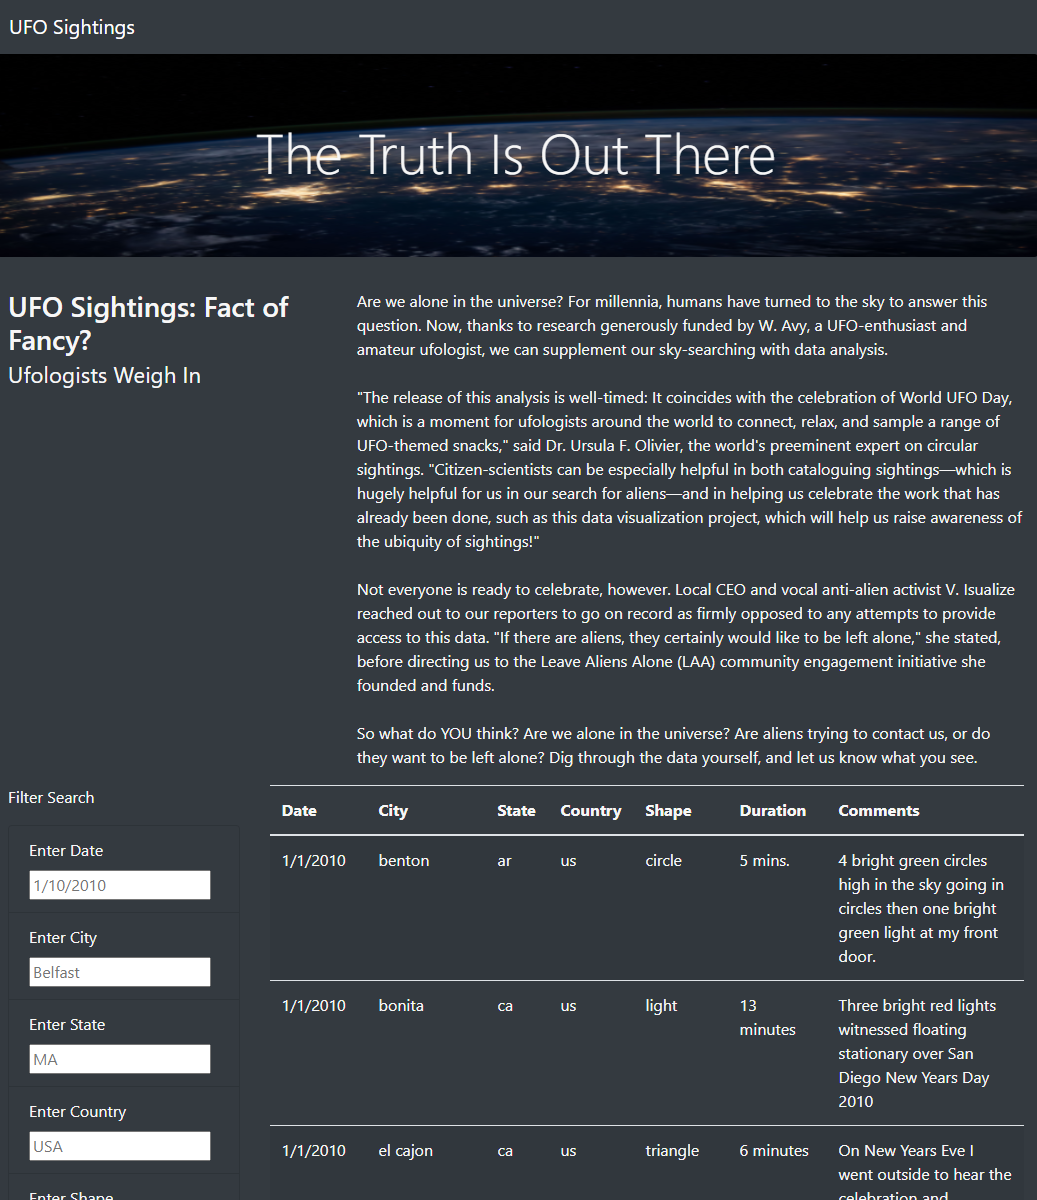 UFO Sightings
The Truth Is Out There
UFO Sightings: Fact of
Fancy?
Ufologists Weigh In
Are we alone in the universe? For millennia, humans have turned to the sky to answer this
question. Now, thanks to research generously funded by W. Avy, a UFO-enthusiast and
amateur ufologist, we can supplement our sky-searching with data analysis.
"The release of this analysis is well-timed: It coincides with the celebration of World UFO Day,
which is a moment for ufologists around the world to connect, relax, and sample a range of
UFO-themed snacks," said Dr. Ursula F. Olivier, the world's preeminent expert on circular
sightings. "Citizen-scientists can be especially helpful in both cataloguing sightings—which is
hugely helpful for us in our search for aliens—and in helping us celebrate the work that has
already been done, such as this data visualization project, which will help us raise awareness of
the ubiquity of sightings!"
Not everyone is ready to celebrate, however. Local CEO and vocal anti-alien activist V. Isualize
reached out to our reporters to go on record as firmly opposed to any attempts to provide
access to this data. "If there are aliens, they certainly would like to be left alone," she stated,
before directing us to the Leave Aliens Alone (LAA) community engagement initiative she
founded and funds.
So what do YOU think? Are we alone in the universe? Are aliens trying to contact us, or do
they want to be left alone? Dig through the data yourself, and let us know what you see.
Filter Search
Enter Date
1/10/2010
Enter City
Belfast
Enter State
MA
Enter Country
USA
Enter Shape
Date City State Country Shape Duration Comments
1/1/2010 benton ar us circle 5 mins. 4 bright green circles
high in the sky going in
circles then one bright
green light at my front
door.
1/1/2010 bonita ca us light 13 Three bright red lights
minutes witnessed floating
stationary over San
Diego New Years Day
2010
1/1/2010 el cajon ca us triangle 6 minutes On New Years Eve I
went outside to hear the
celebration and